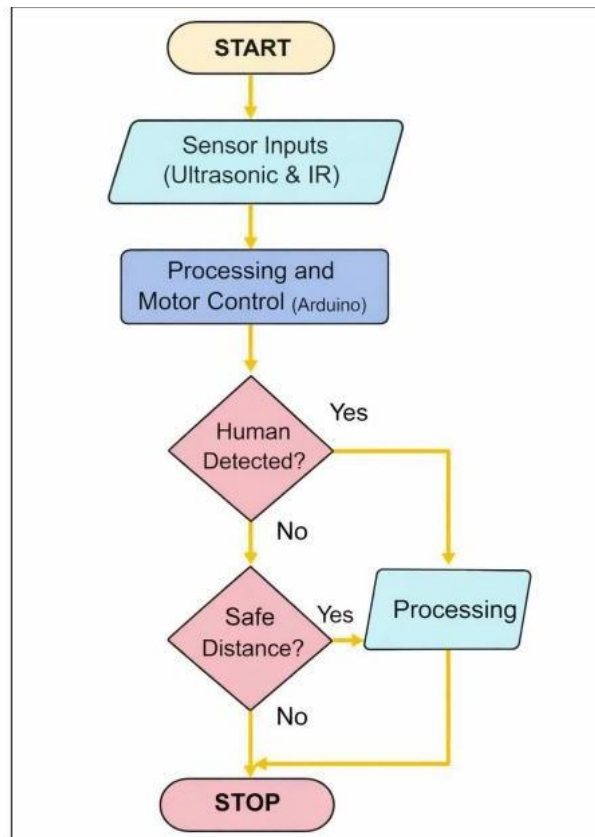 START
Sensor Inputs
(Ultrasonic & IR)
Processing and
Motor Control (Arduino)
Yes
Human
Detected?
No
Safe
Distance?
Yes
Processing
No
STOP